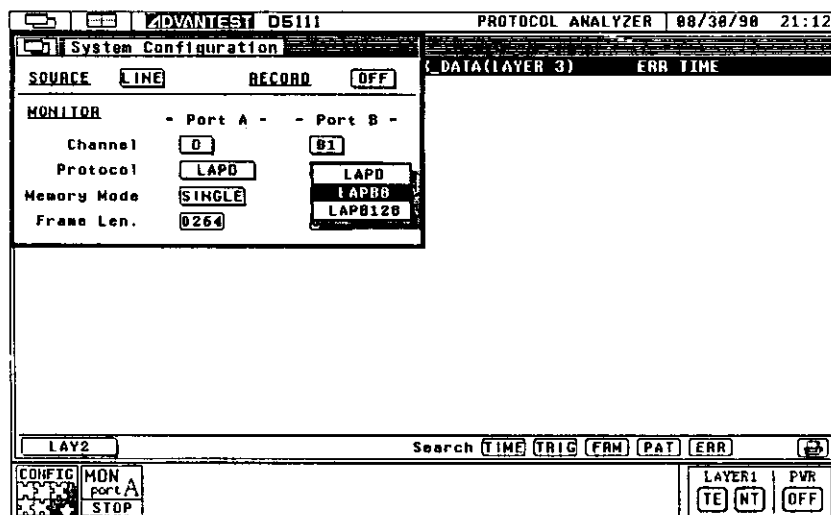 ADVANTEST D5111 PROTOCOL ANALYZER 08/30/90 21:12
System Configuration
SOURCE LINE RECORD OFF
_DATA(LAYER 3) ERR TIME
MONITOR - Port A - - Port B -
Channel D B1
Protocol LAPD LAPD
LAPB8
Memory Mode SINGLE
LAPB128
Frame Len. 0264
LAY2 Search TIME TRIG FRM PAT ERR
CONFIG MON LAYER1 PWR
port A
STOP TE NT OFF